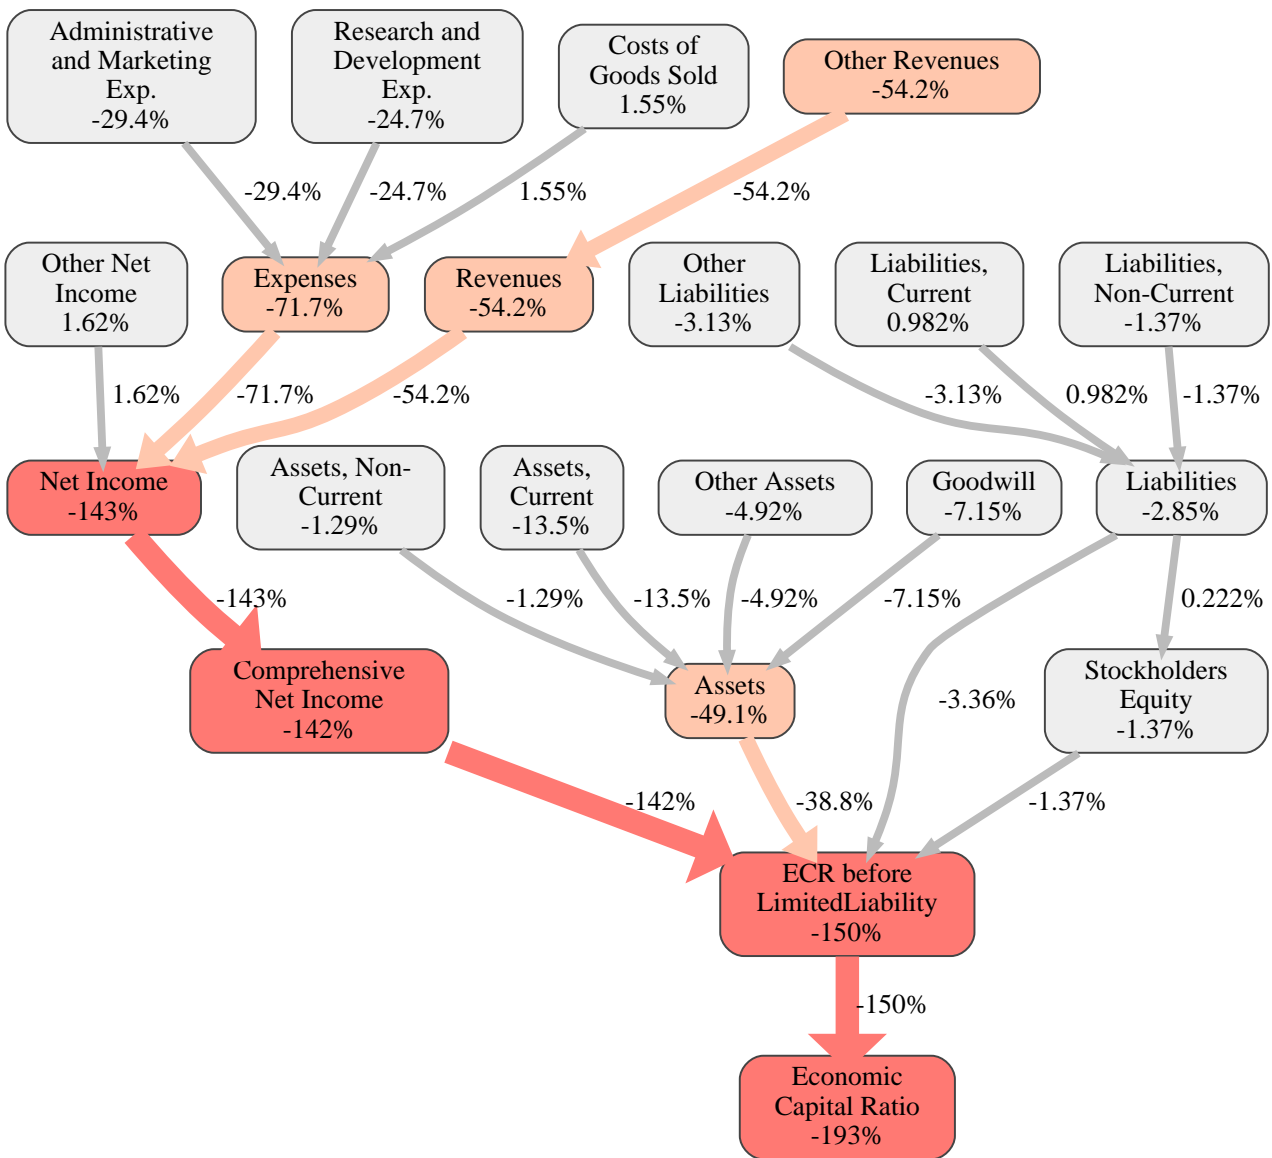 Administrative
and Marketing
Exp.
-29.4%
Research and
Development
Exp.
-24.7%
Costs of
Goods Sold
1.55%
Other Revenues
-54.2%
-29.4%
-24.7%
1.55%
-54.2%
Other Net
Income
1.62%
Expenses
-71.7%
Revenues
-54.2%
Other
Liabilities
-3.13%
Liabilities,
Current
0.982%
Liabilities,
Non-Current
-1.37%
1.62%
-71.7%
-54.2%
-3.13%
0.982%
-1.37%
Net Income
-143%
Assets, Non-
Current
-1.29%
Assets,
Current
-13.5%
Other Assets
-4.92%
Goodwill
-7.15%
Liabilities
-2.85%
-143%
-1.29%
-13.5%
-4.92%
-7.15%
0.222%
Comprehensive
Net Income
-142%
Assets
-49.1%
-3.36%
Stockholders
Equity
-1.37%
-142%
-38.8%
-1.37%
ECR before
LimitedLiability
-150%
-150%
Economic
Capital Ratio
-193%